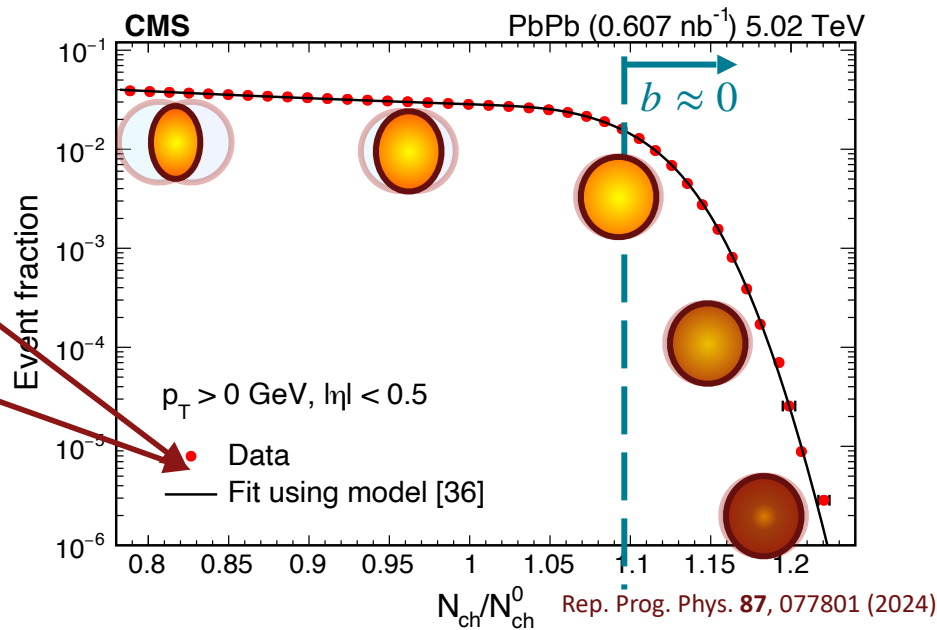 CMS
PbPb (0.607 nb⁻¹) 5.02 TeV
b ≈ 0
Event fraction
10⁻¹
10⁻²
10⁻³
10⁻⁴
10⁻⁵
10⁻⁶
p_T > 0 GeV, |η| < 0.5
Data
Fit using model [36]
0.8 0.85 0.9 0.95 1 1.05 1.1 1.15 1.2
N_ch/N⁰_ch
Rep. Prog. Phys. 87, 077801 (2024)